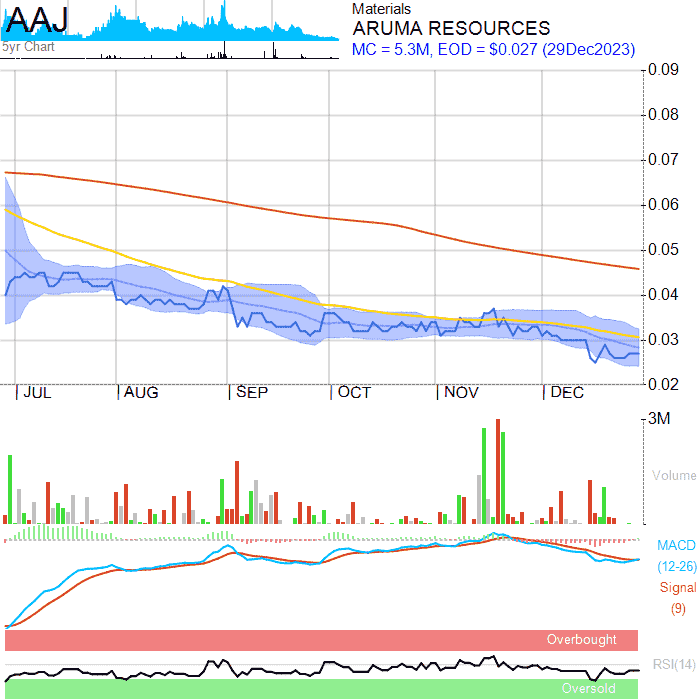 AAJ
5yr Chart
Materials
ARUMA RESOURCES
MC = 5.3M, EOD = $0.027 (29Dec2023)
0.09
0.08
0.07
0.06
0.05
0.04
0.03
0.02
JUL AUG SEP OCT NOV DEC
3M
Volume
MACD
(12-26)
Signal
(9)
Overbought
RSI(14)
Oversold